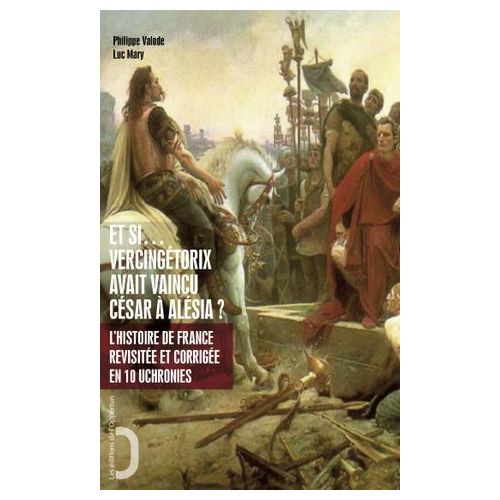 Philippe Valode
Luc Mary
ET SI...
VERCINGÉTORIX
AVAIT VAINCU
CÉSAR À ALÉSIA ?
L'HISTOIRE DE FRANCE
REVISITÉE ET CORRIGÉE
EN 10 UCHRONIES
Les éditions de l'Opportun